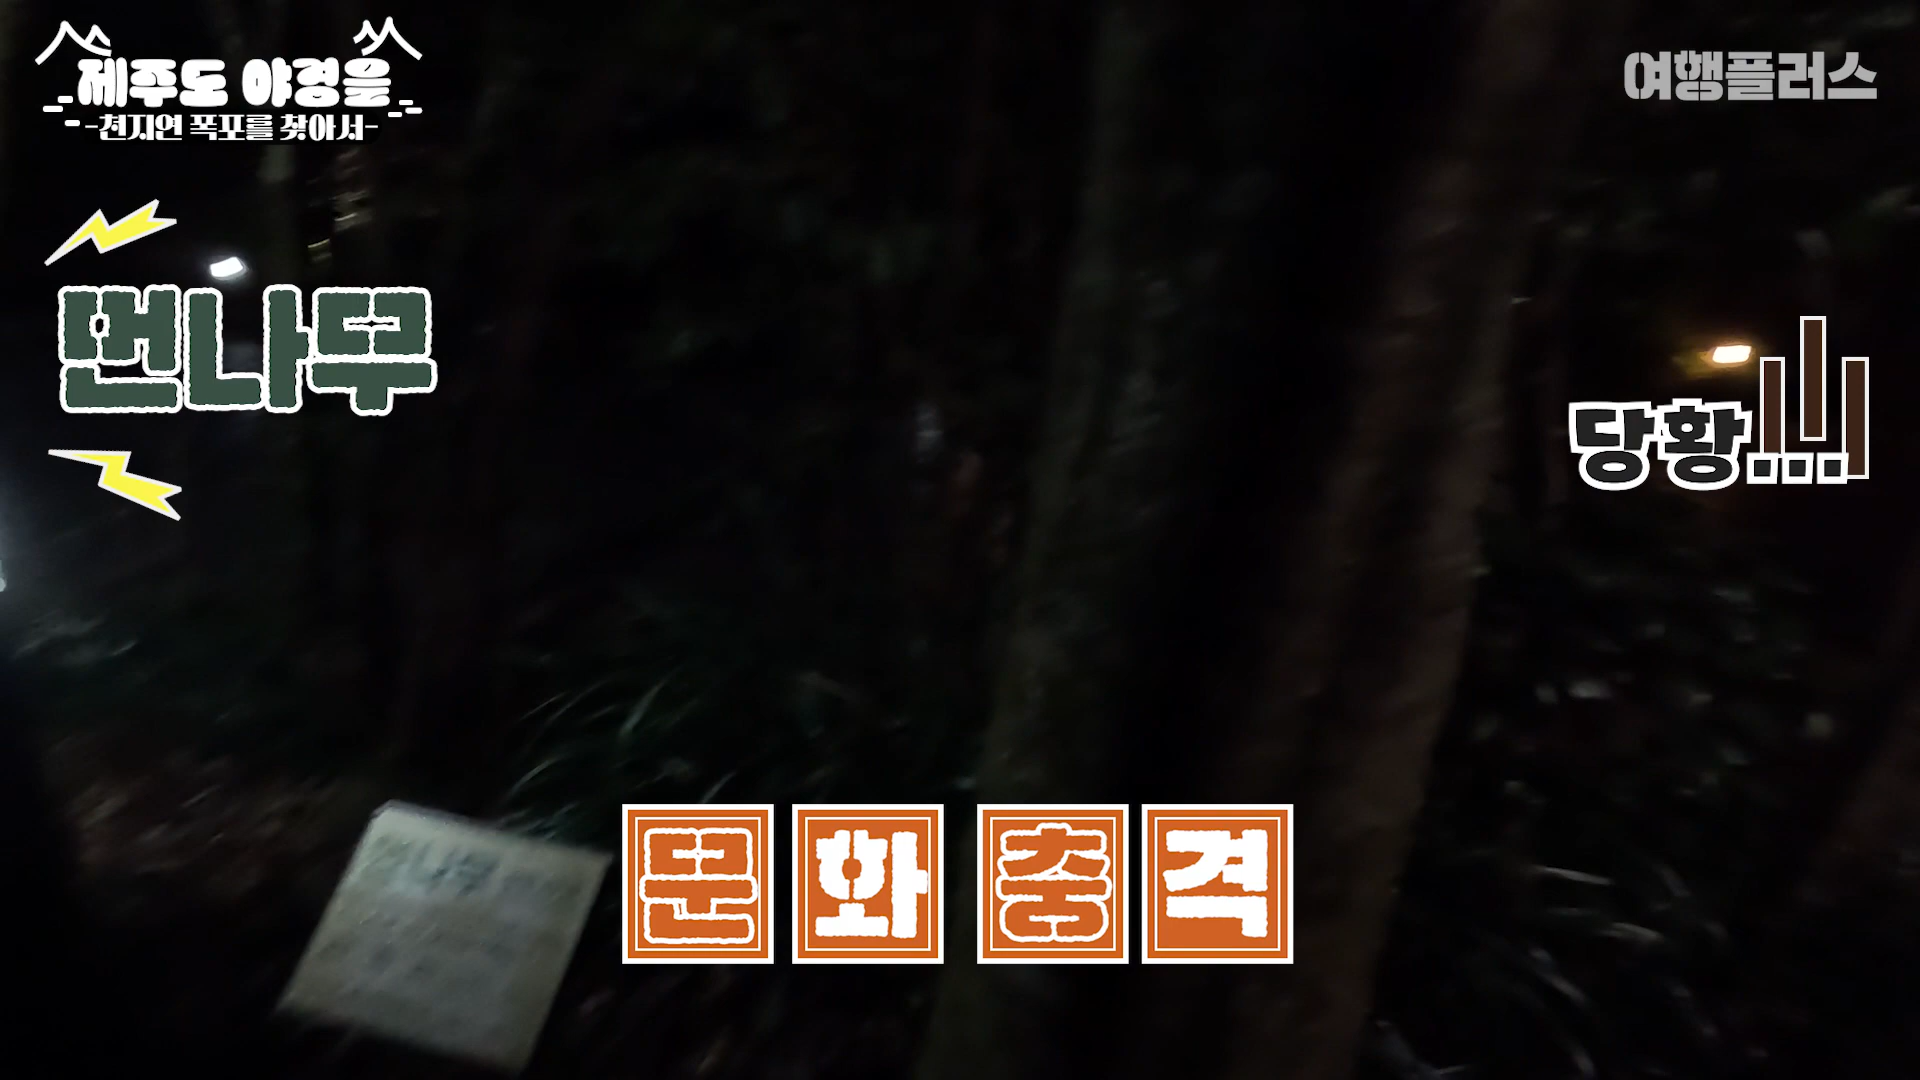 제주도 야경을
-천지연 폭포를 찾아서-
여행플러스
먼나무
당황...
문화충격